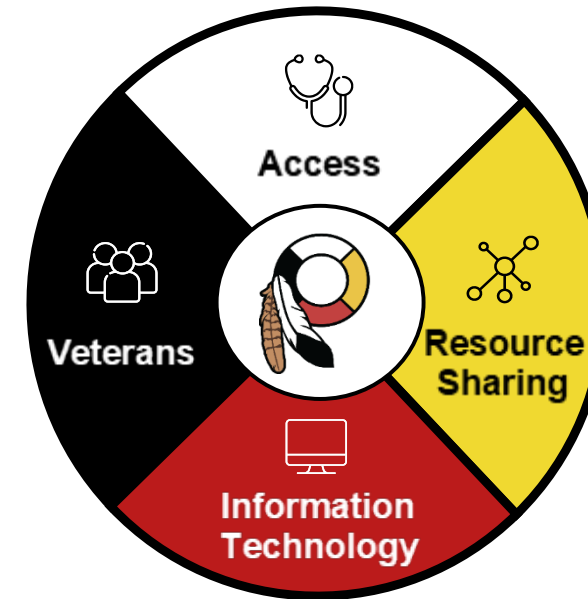 Access
Veterans
Resource
Sharing
Information
Technology